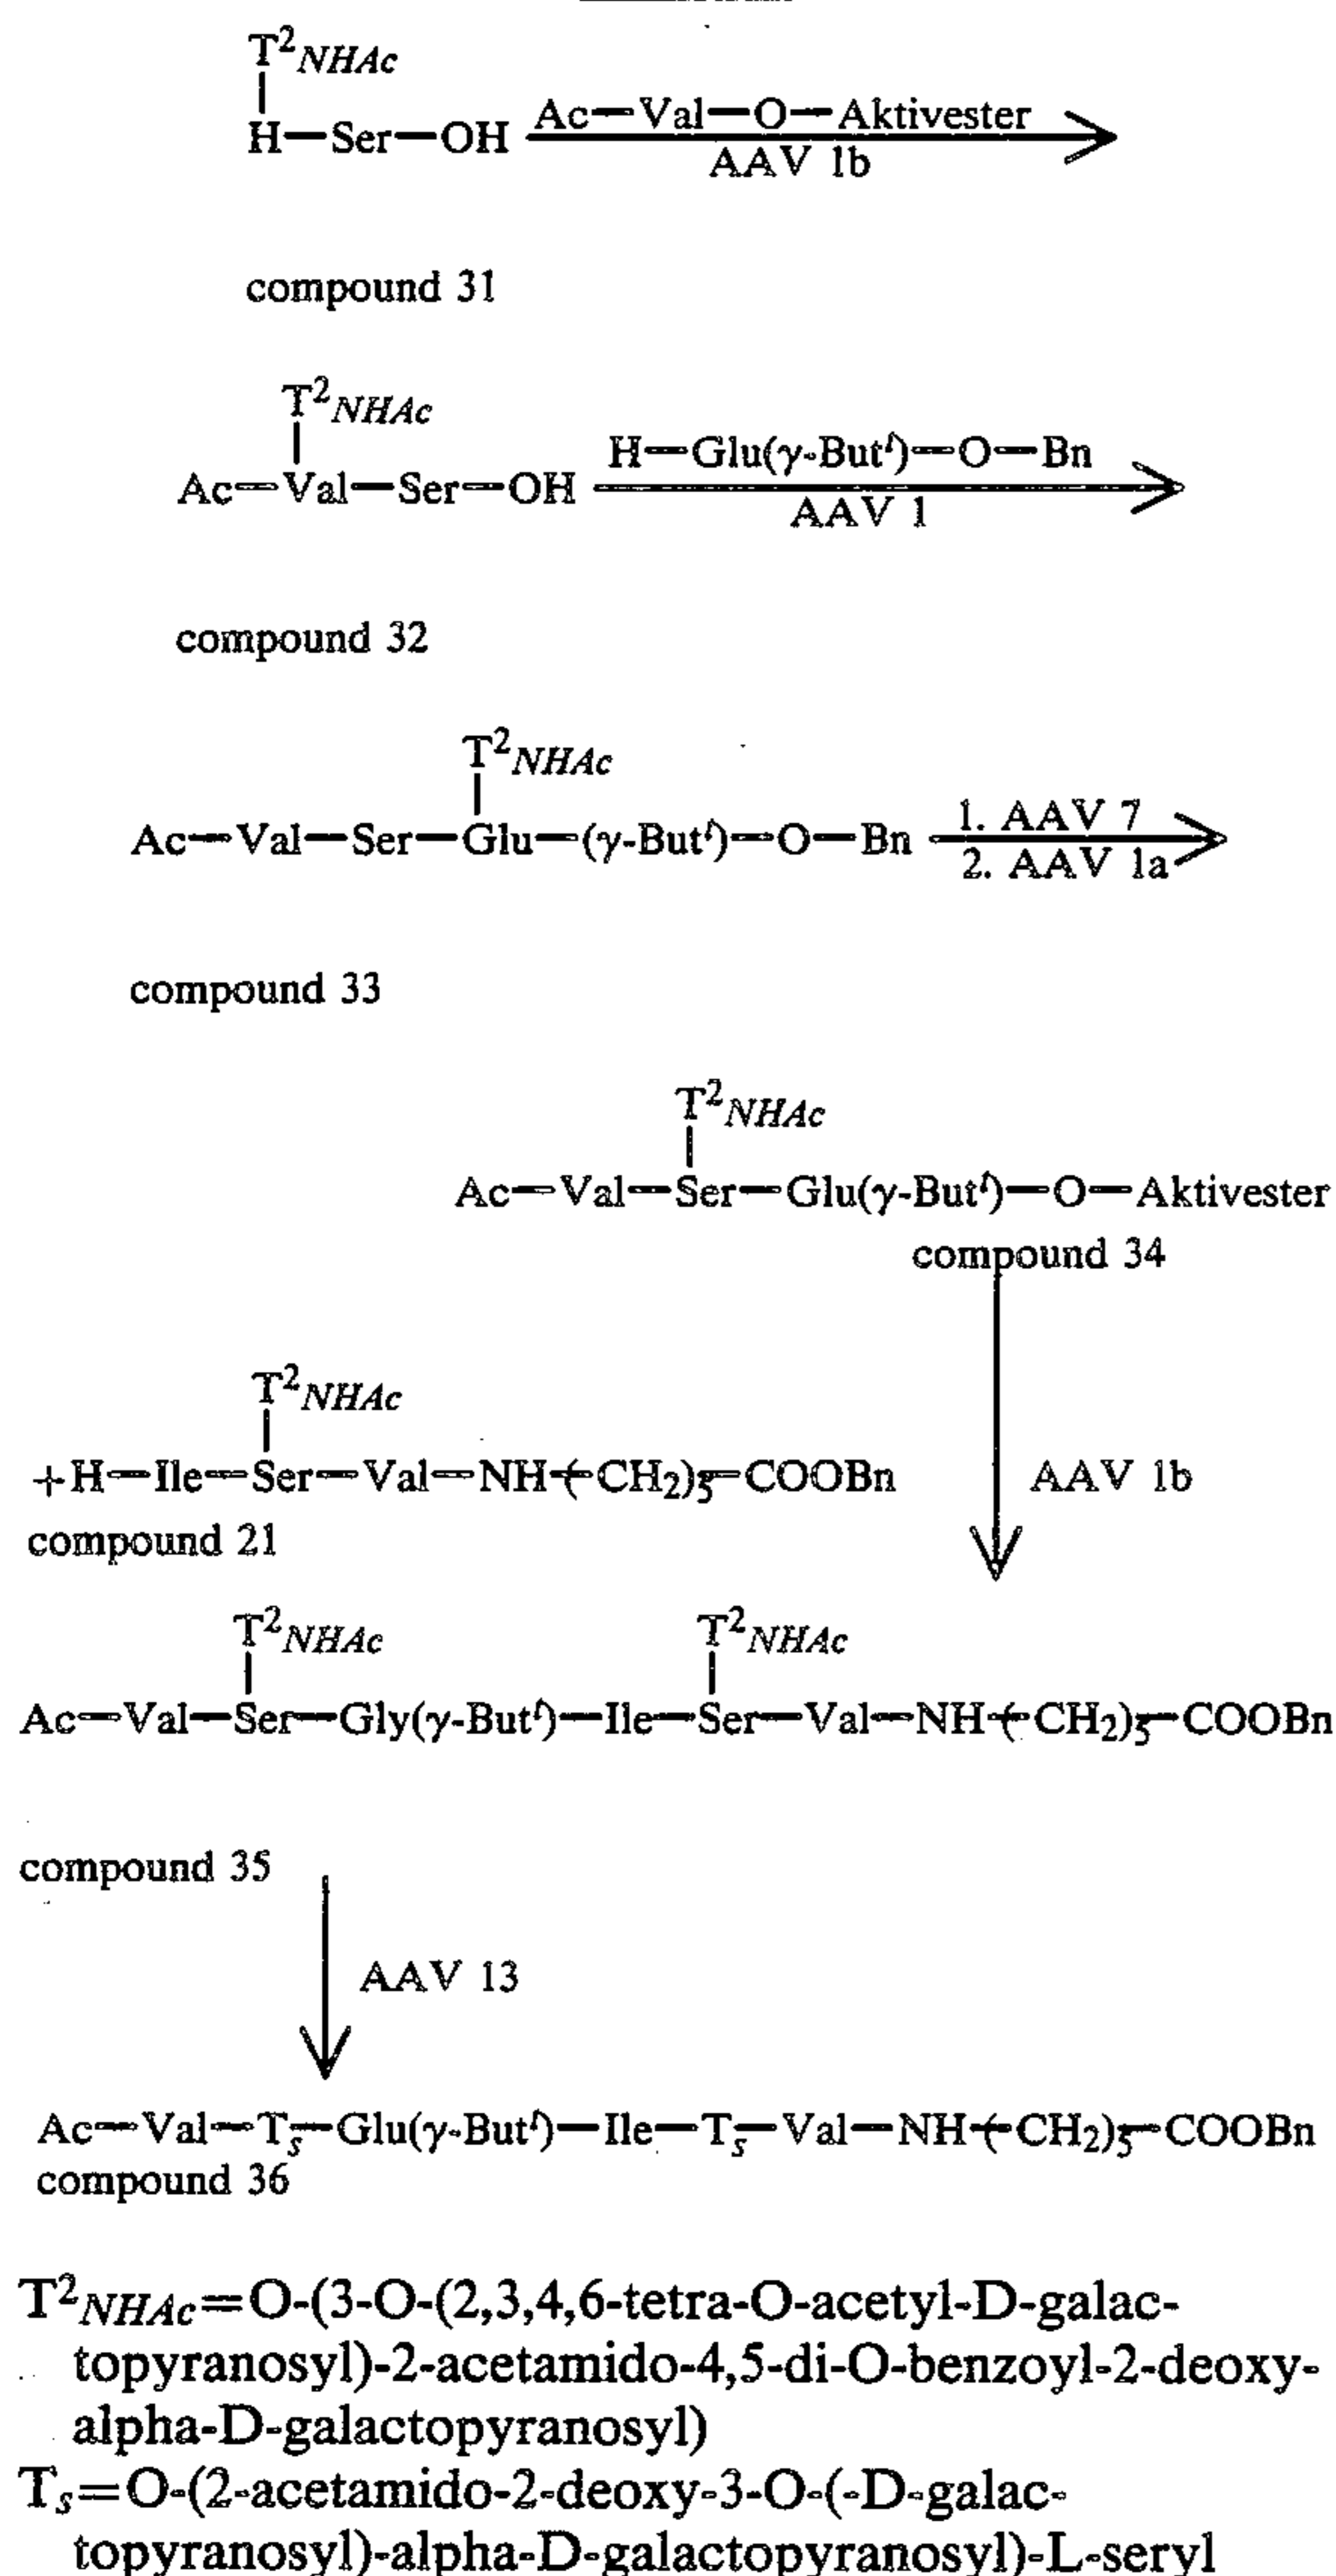 T²NHAc
H—Ser—OH Ac—Val—O—Aktivester
AAV 1b
compound 31
T²NHAc
Ac—Val—Ser—OH H—Glu(γ-Butᵗ)—O—Bn
AAV 1
compound 32
T²NHAc
Ac—Val—Ser—Glu—(γ-Butᵗ)—O—Bn 1. AAV 7
2. AAV 1a
compound 33
T²NHAc
Ac—Val—Ser—Glu(γ-Butᵗ)—O—Aktivester
compound 34
T²NHAc
+H—Ile—Ser—Val—NH—(CH₂)₅—COOBn AAV 1b
compound 21
T²NHAc T²NHAc
Ac—Val—Ser—Gly(γ-Butᵗ)—Ile—Ser—Val—NH—(CH₂)₅—COOBn
compound 35
AAV 13
Ac—Val—Tₛ—Glu(γ-Butᵗ)—Ile—Tₛ—Val—NH—(CH₂)₅—COOBn
compound 36
T²NHAc=O-(3-O-(2,3,4,6-tetra-O-acetyl-D-galac-
topyranosyl)-2-acetamido-4,5-di-O-benzoyl-2-deoxy-
alpha-D-galactopyranosyl)
Tₛ=O-(2-acetamido-2-deoxy-3-O-(-D-galac-
topyranosyl)-alpha-D-galactopyranosyl)-L-seryl